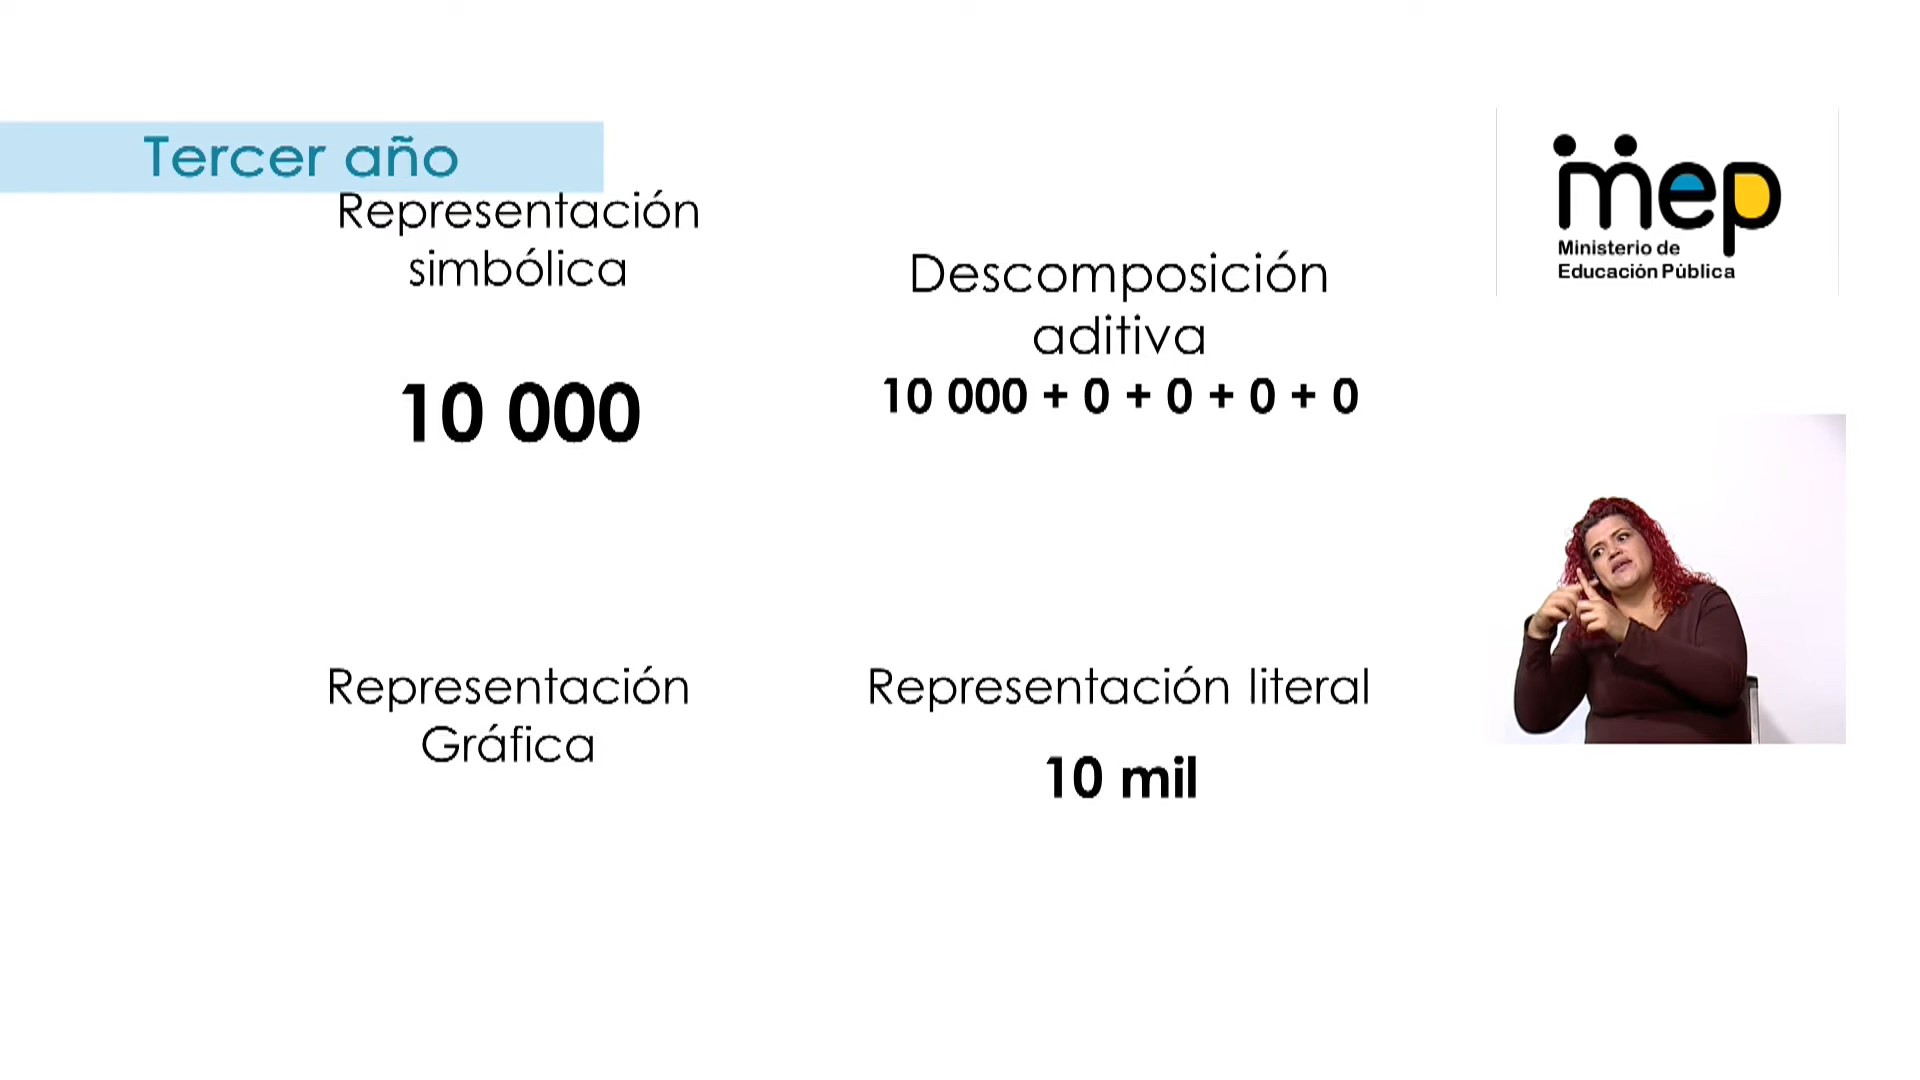 Tercer año
Representación
simbólica
10 000
Descomposición
aditiva
10 000 + 0 + 0 + 0 + 0
mep
Ministerio de
Educación Pública
Representación
Gráfica
Representación literal
10 mil